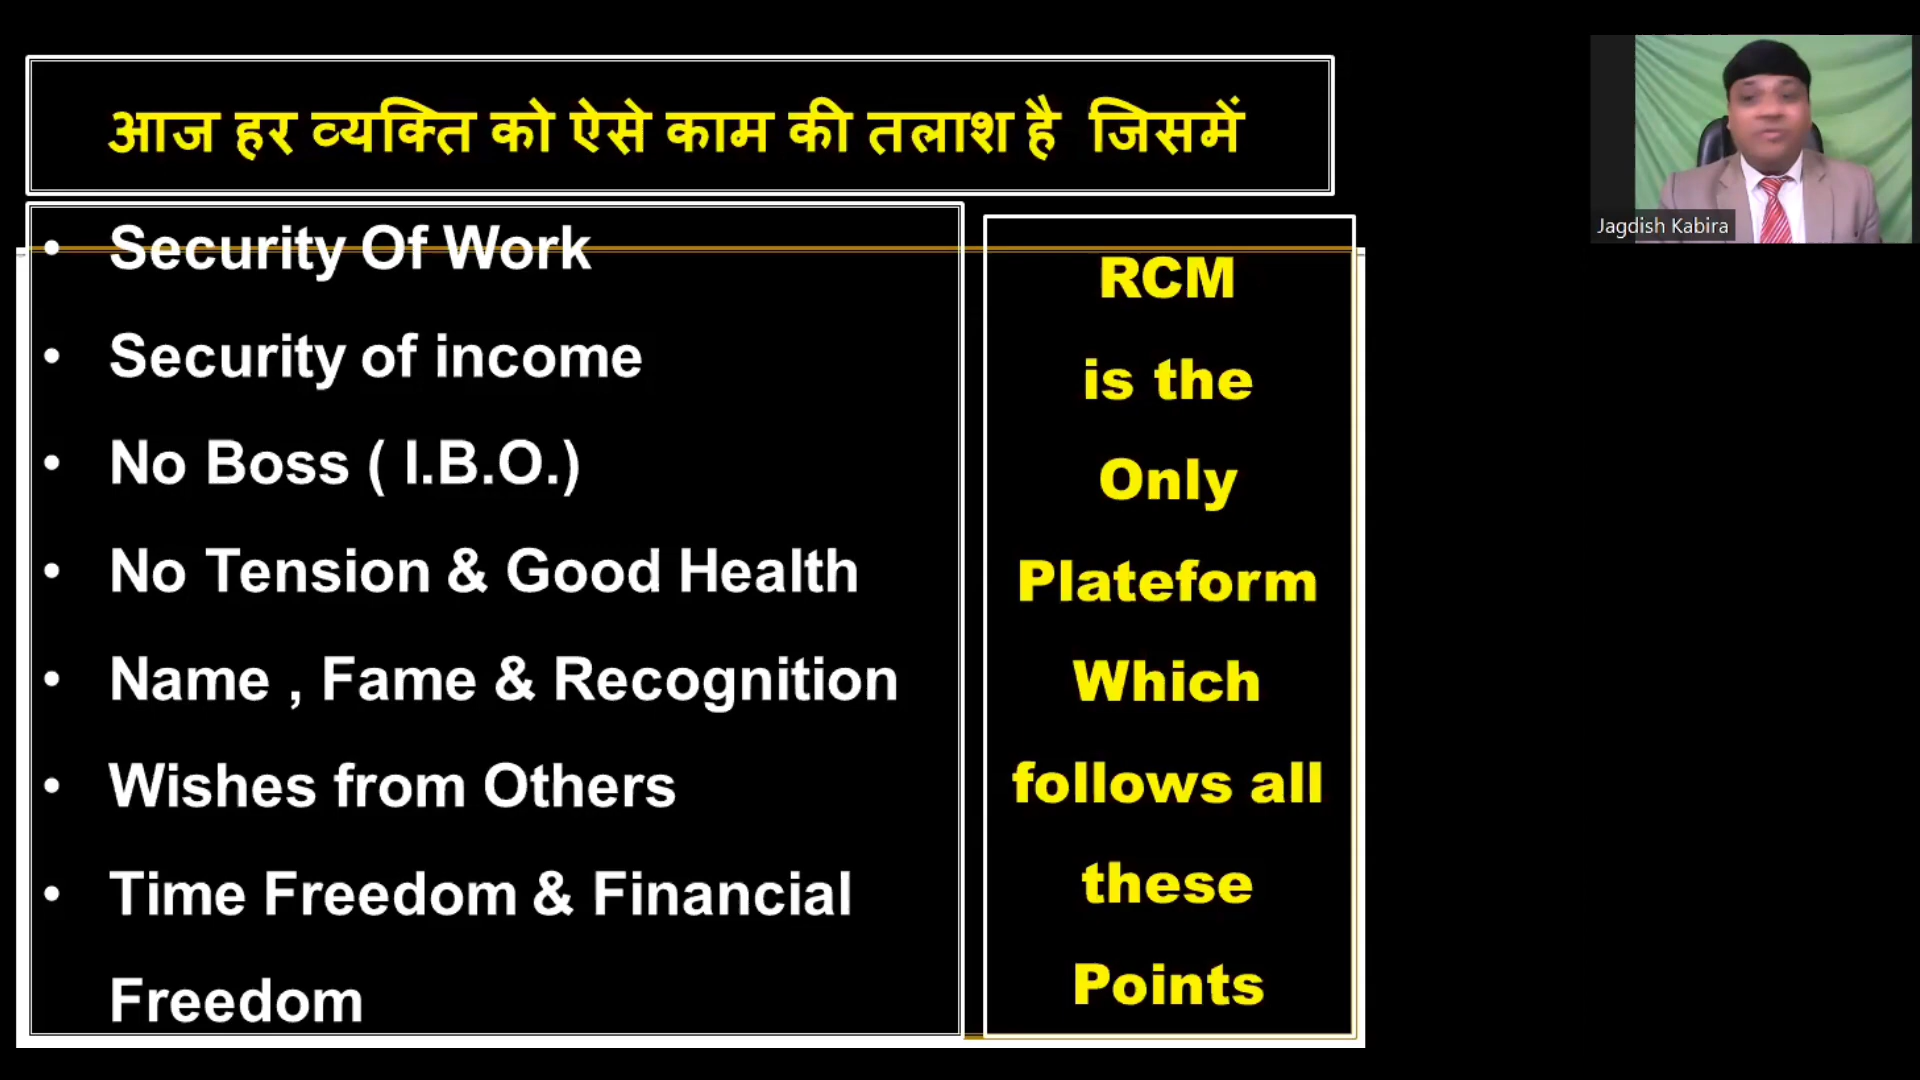 आज हर व्यक्ति को ऐसे काम की तलाश है जिसमें
• Security Of Work
• Security of income
• No Boss ( I.B.O.)
• No Tension & Good Health
• Name , Fame & Recognition
• Wishes from Others
• Time Freedom & Financial
Freedom
RCM
is the
Only
Plateform
Which
follows all
these
Points
Jagdish Kabira